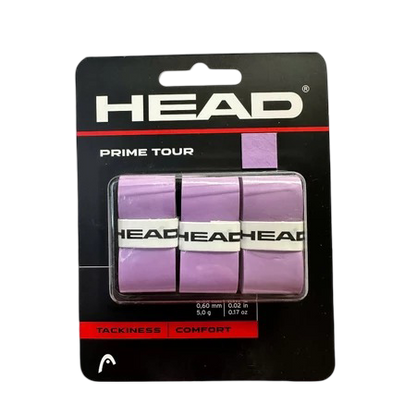 HEAD®
PRIME TOUR
HEAD HEAD HEAD
0,60 mm | 0.02 in
5,0 g | 0.17 oz
TACKINESS | COMFORT